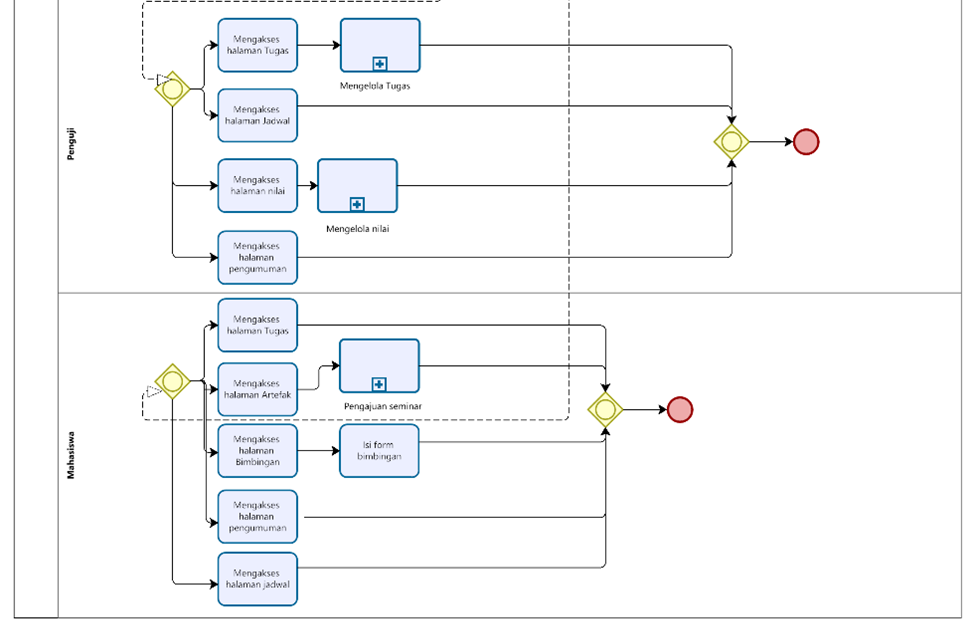 Penguji
Mengakses
halaman Tugas
Mengelola Tugas
Mengakses
halaman Jadwal
Mengakses
halaman nilai
Mengelola nilai
Mengakses
halaman
pengumuman
Mahasiswa
Mengakses
halaman Tugas
Mengakses
halaman Artefak
Pengajuan seminar
Mengakses
halaman
Bimbingan
Isi form
bimbingan
Mengakses
halaman
pengumuman
Mengakses
halaman jadwal